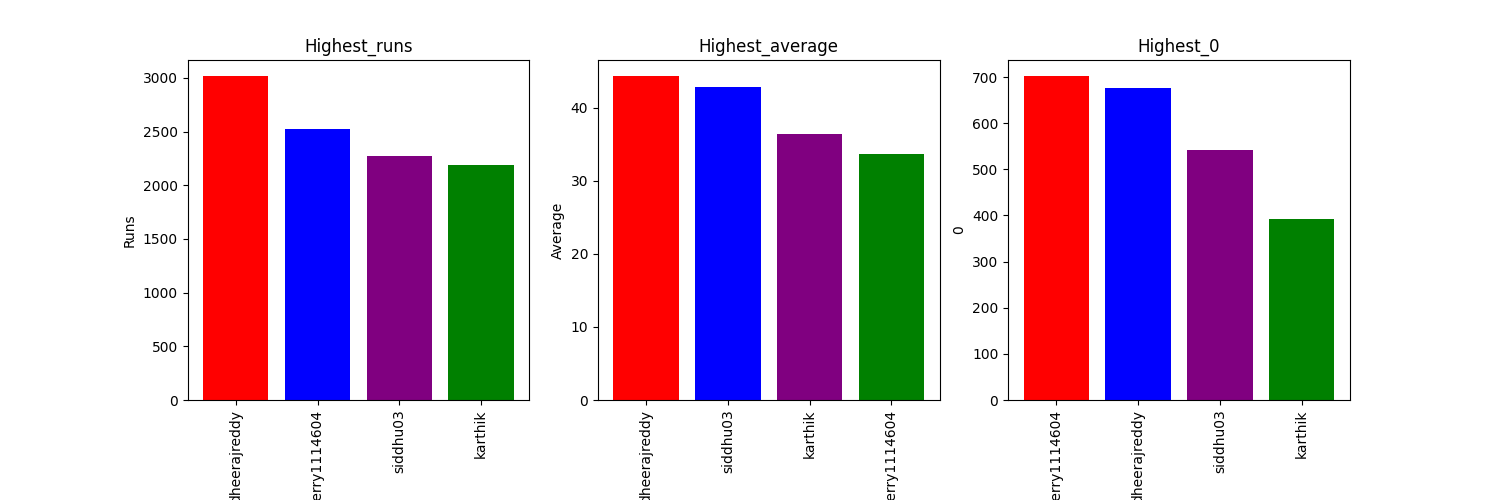 Highest_runs
Runs
3000
2500
2000
1500
1000
500
0
dheerajreddy
erry1114604
siddhu03
karthik
Highest_average
Average
40
30
20
10
0
dheerajreddy
siddhu03
karthik
erry1114604
Highest_0
0
700
600
500
400
300
200
100
0
erry1114604
dheerajreddy
siddhu03
karthik